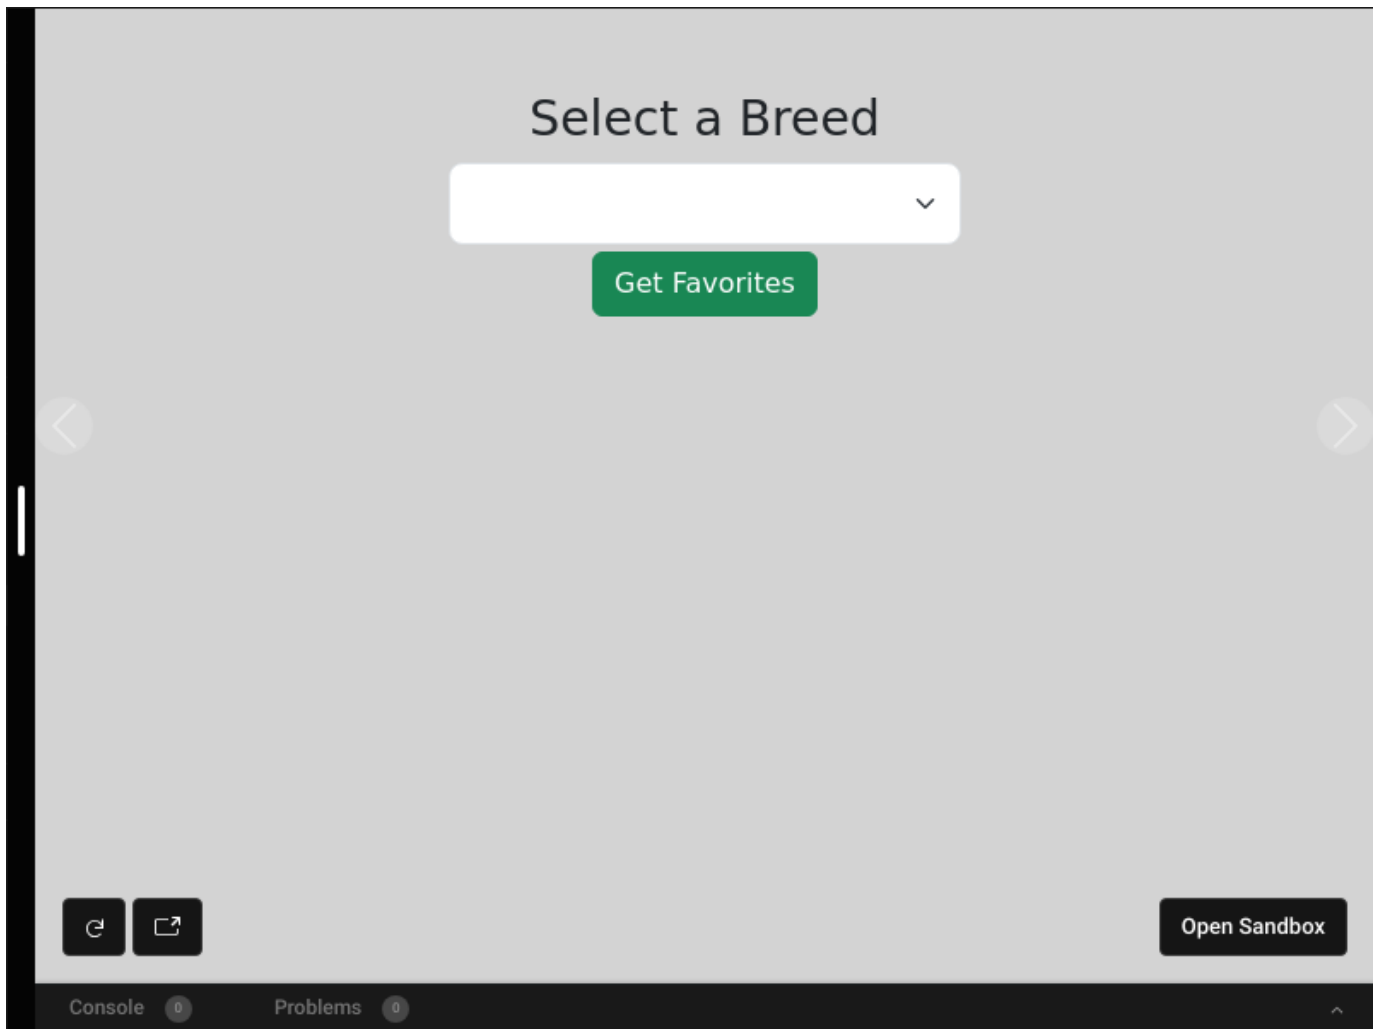 Select a Breed
Get Favorites
Open Sandbox
Console 0 Problems 0